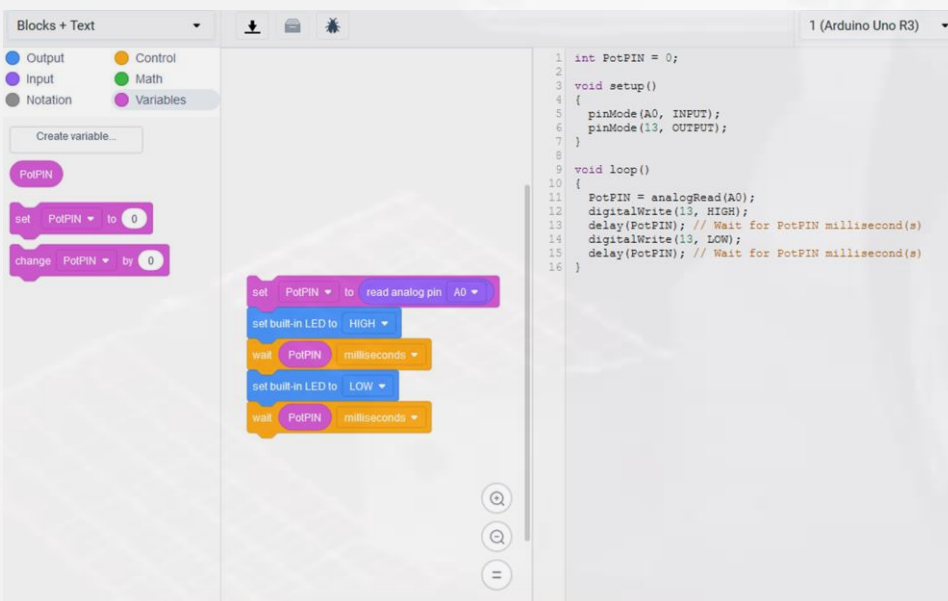 Blocks + Text
1 (Arduino Uno R3)
Output
Control
Input
Math
Notation
Variables
Create variable...
PotPIN
set PotPIN to 0
change PotPIN by 0
set PotPIN to read analog pin A0
set built-in LED to HIGH
wait PotPIN milliseconds
set built-in LED to LOW
wait PotPIN milliseconds
1 int PotPIN = 0;
2
3 void setup()
4 {
5 pinMode(A0, INPUT);
6 pinMode(13, OUTPUT);
7 }
8
9 void loop()
10 {
11 PotPIN = analogRead(A0);
12 digitalWrite(13, HIGH);
13 delay(PotPIN); // Wait for PotPIN millisecond(s)
14 digitalWrite(13, LOW);
15 delay(PotPIN); // Wait for PotPIN millisecond(s)
16 }